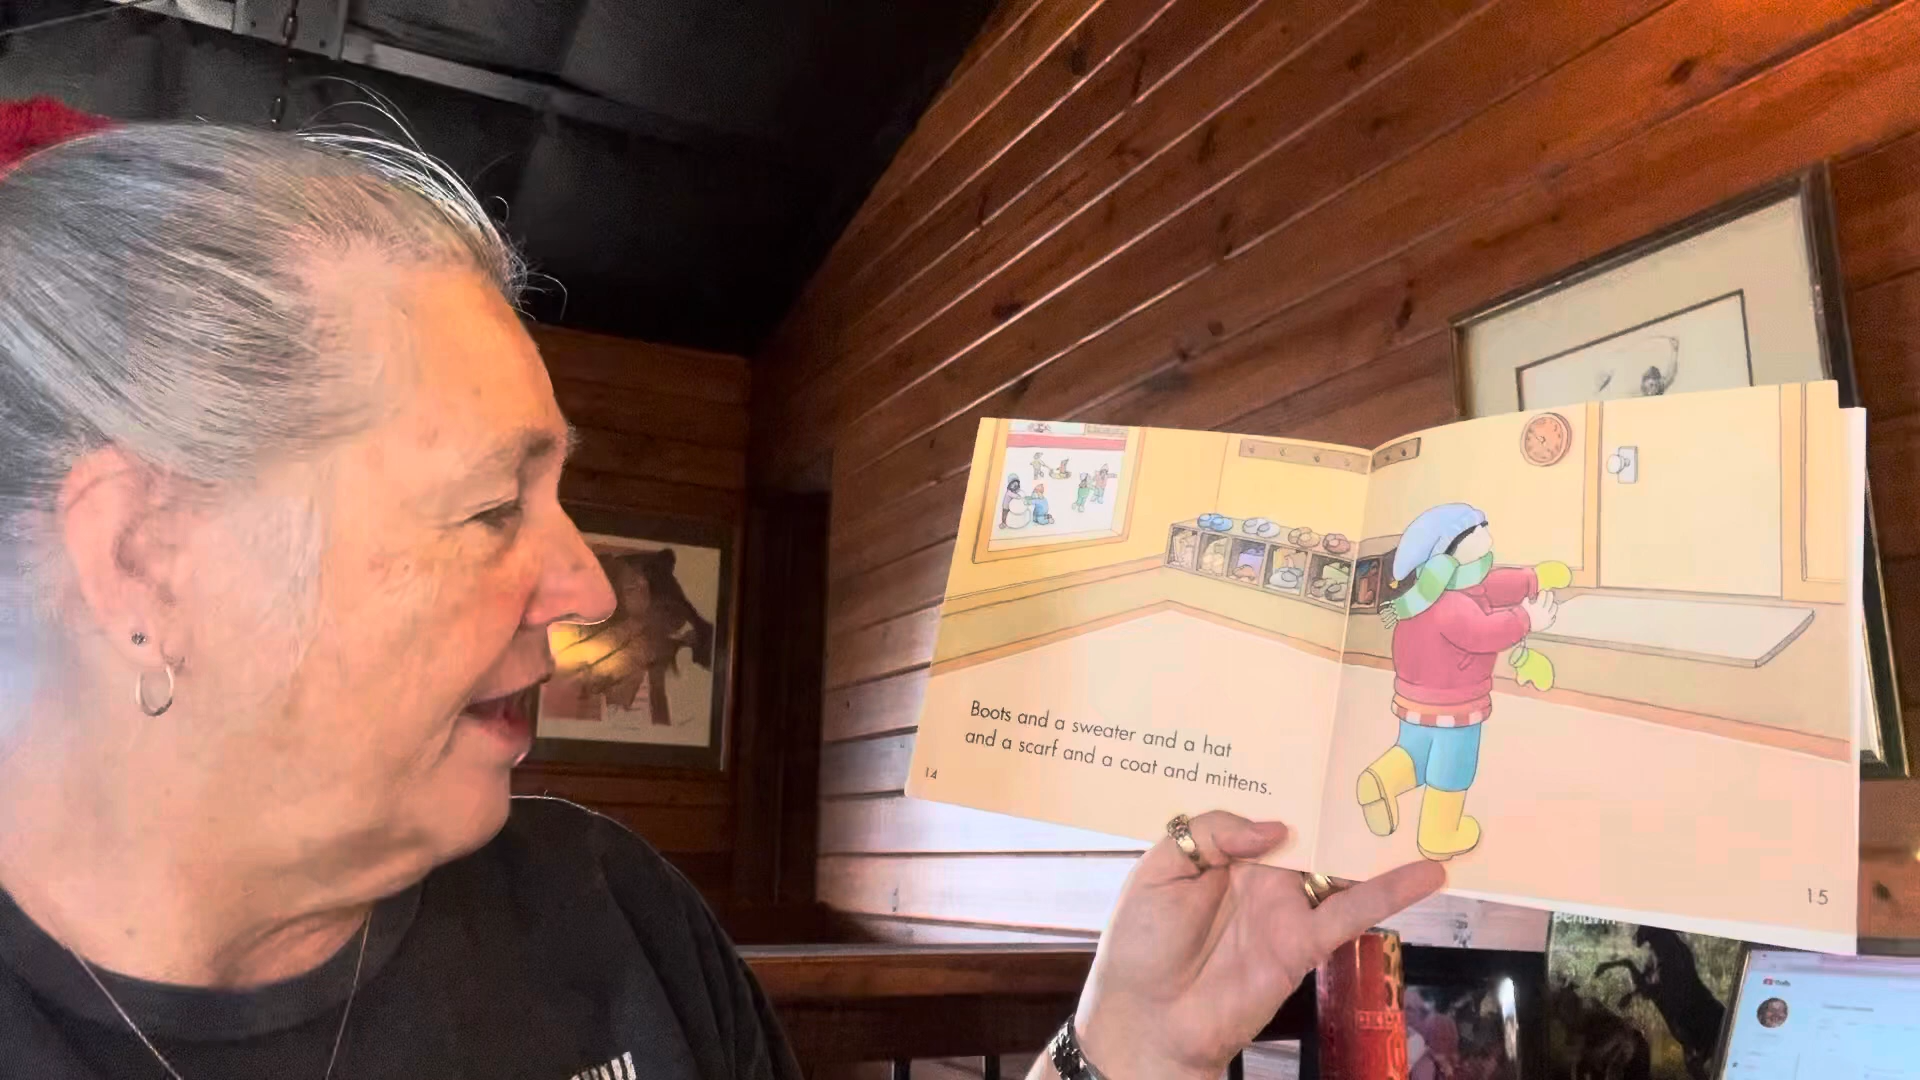 Boots and a sweater and a hat
and a scarf and a coat and mittens.
14
15